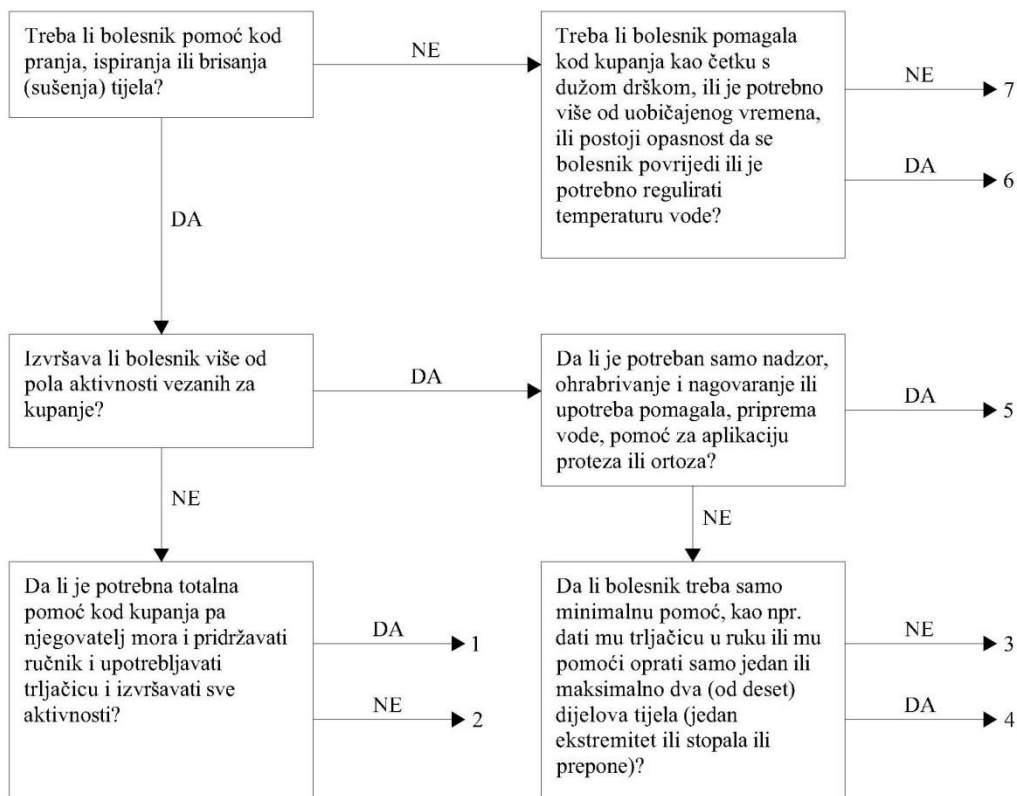 Treba li bolesnik pomoć kod
pranja, ispiranja ili brisanja
(sušenja) tijela?
NE
Treba li bolesnik pomagala
kod kupanja kao četku s
dužom drškom, ili je potrebno
više od uobičajenog vremena,
ili postoji opasnost da se
bolesnik povrijedi ili je
potrebno regulirati
temperaturu vode?
NE
7
DA
6
DA
Izvršava li bolesnik više od
pola aktivnosti vezanih za
kupanje?
DA
Da li je potreban samo nadzor,
ohrabrivanje i nagovaranje ili
upotreba pomagala, priprema
vode, pomoć za aplikaciju
proteza ili ortoza?
DA
5
NE
NE
Da li je potrebna totalna
pomoć kod kupanja pa
njegovatelj mora i pridržavati
ručnik i upotrebljavati
trljačicu i izvršavati sve
aktivnosti?
DA
1
NE
2
Da li bolesnik treba samo
minimalnu pomoć, kao npr.
dati mu trljačicu u ruku ili mu
pomoći oprati samo jedan ili
maksimalno dva (od deset)
dijelova tijela (jedan
ekstremitet ili stopala ili
prepone)?
NE
3
DA
4